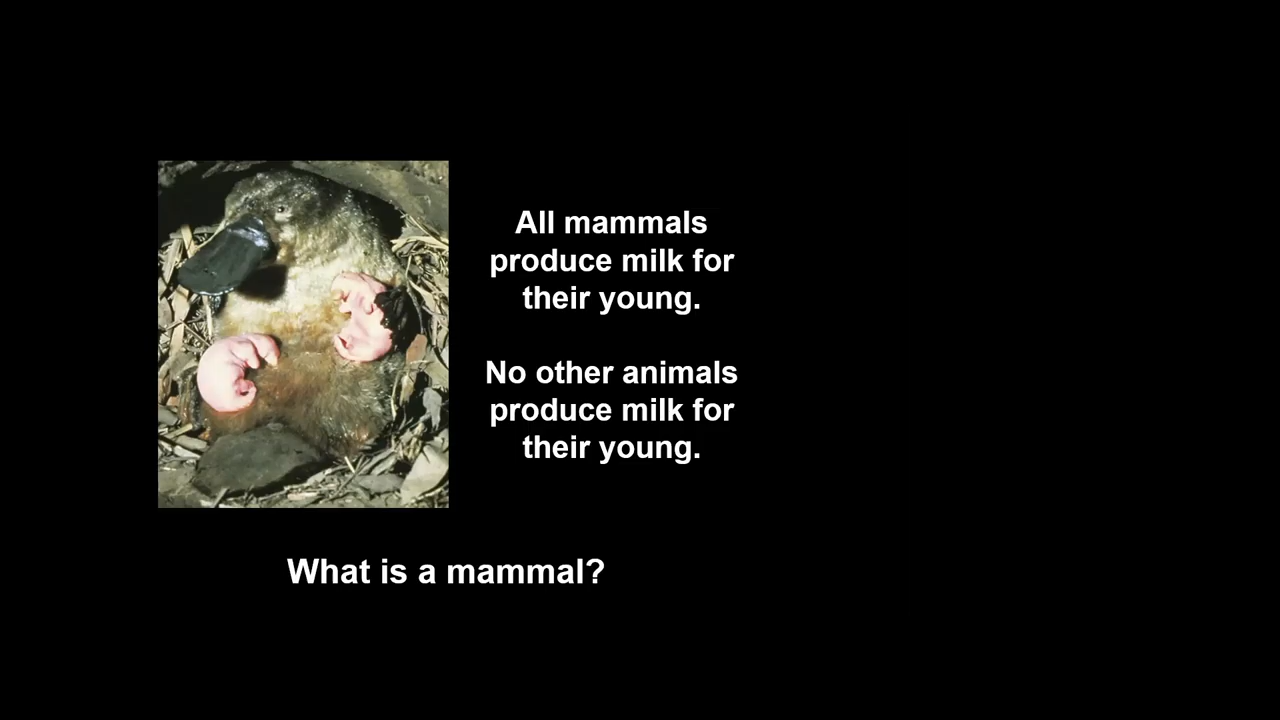 All mammals
produce milk for
their young.
No other animals
produce milk for
their young.
What is a mammal?